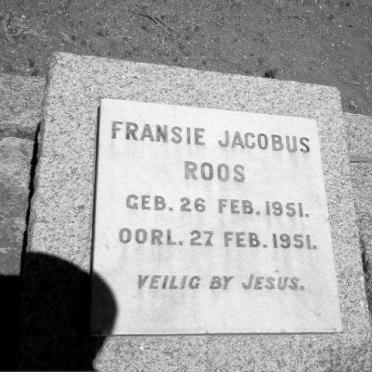 FRANSIE JACOBUS
ROOS
GEB. 26 FEB. 1951.
OORL. 27 FEB. 1951.
VEILIG BY JESUS.